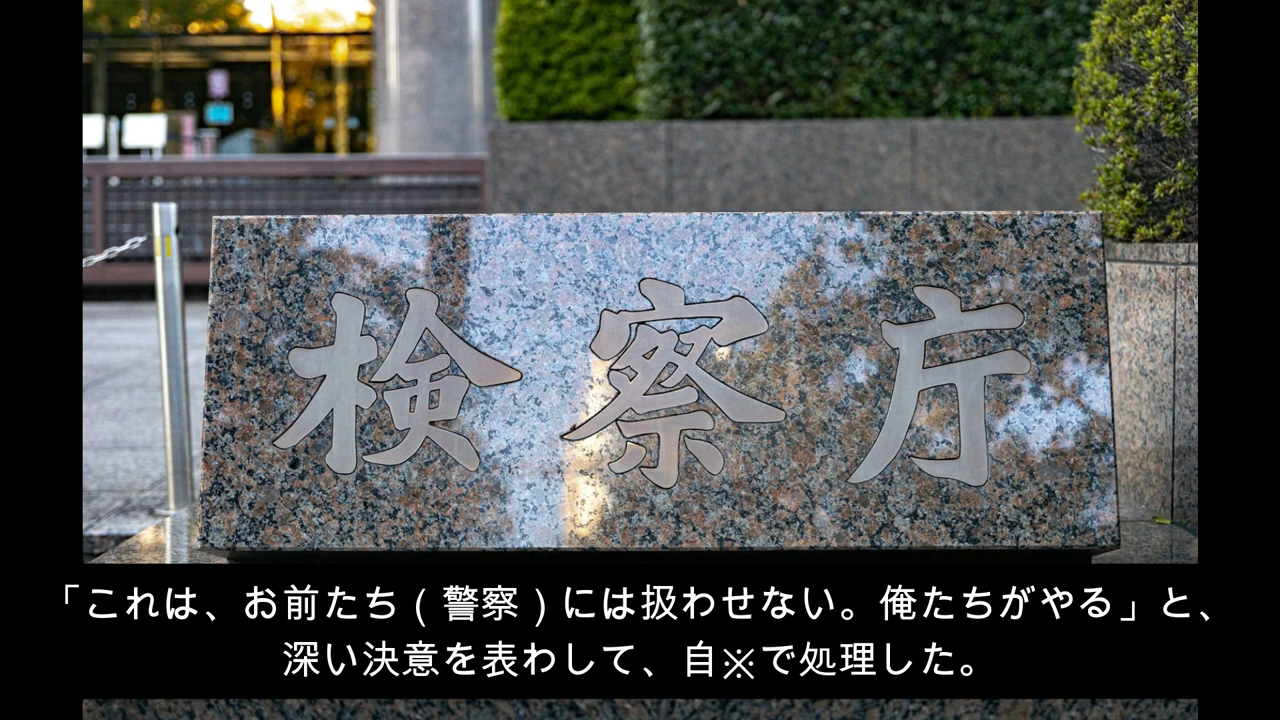 検察庁
「これは、お前たち(警察)には扱わせない。俺たちがやる」と、
深い決意を表わして、自※で処理した。